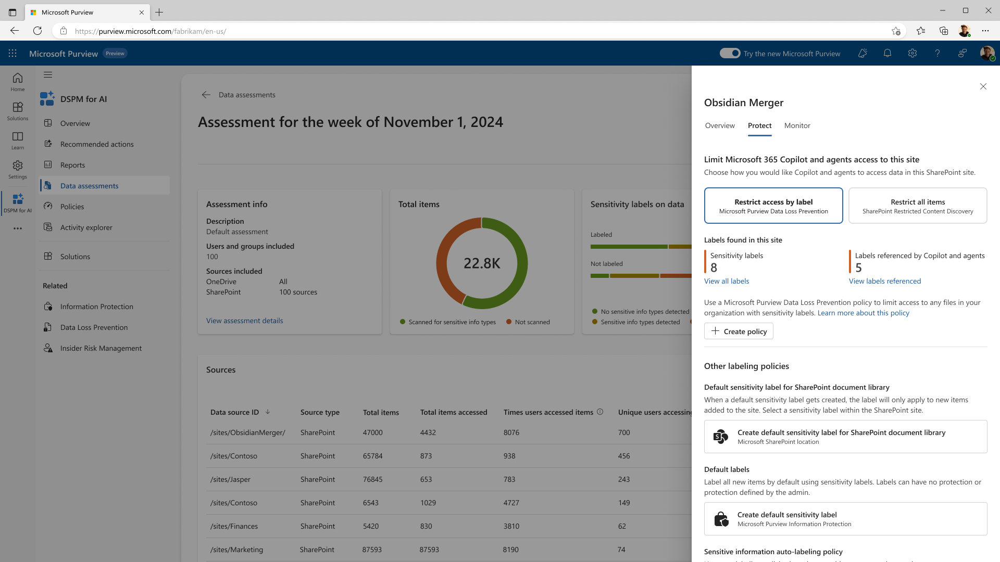 Microsoft Purview
https://purview.microsoft.com/fabrikam/en-us/
Microsoft Purview Preview
Try the new Microsoft Purview
Home
Solutions
Learn
Settings
DSPM for AI
DSPM for AI
Overview
Recommended actions
Reports
Data assessments
Policies
Activity explorer
Solutions
Related
Information Protection
Data Loss Prevention
Insider Risk Management
Data assessments
Assessment for the week of November 1, 2024
Assessment info
Description
Default assessment
Users and groups included
100
Sources included
OneDrive All
SharePoint 100 sources
View assessment details
Total items
22.8K
Scanned for sensitive info types Not scanned
Sensitivity labels on data
Labeled
Not labeled
No sensitive info types detected
Sensitive info types detected
Sources
Data source ID Source type Total items Total items accessed Times users accessed items Unique users accessing
/sites/ObsidianMerger/ SharePoint 47000 4432 8076 700
/sites/Contoso SharePoint 65784 873 938 456
/sites/Jasper SharePoint 76845 653 783 243
/sites/Contoso SharePoint 6543 1029 4727 149
/sites/Finances SharePoint 5420 830 3810 62
/sites/Marketing SharePoint 87593 87593 8190 74
Obsidian Merger
Overview Protect Monitor
Limit Microsoft 365 Copilot and agents access to this site
Choose how you would like Copilot and agents to access data in this SharePoint site.
Restrict access by label
Microsoft Purview Data Loss Prevention
Restrict all items
SharePoint Restricted Content Discovery
Labels found in this site
Sensitivity labels
8
View all labels
Labels referenced by Copilot and agents
5
View labels referenced
Use a Microsoft Purview Data Loss Prevention policy to limit access to any files in your
organization with sensitivity labels. Learn more about this policy
Create policy
Other labeling policies
Default sensitivity label for SharePoint document library
When a default sensitivity label gets created, the label will only apply to new items
added to the site. Select a sensitivity label within the SharePoint site.
Create default sensitivity label for SharePoint document library
Microsoft SharePoint location
Default labels
Label all new items by default using sensitivity labels. Labels can have no protection or
protection defined by the admin.
Create default sensitivity label
Microsoft Purview Information Protection
Sensitive information auto-labeling policy